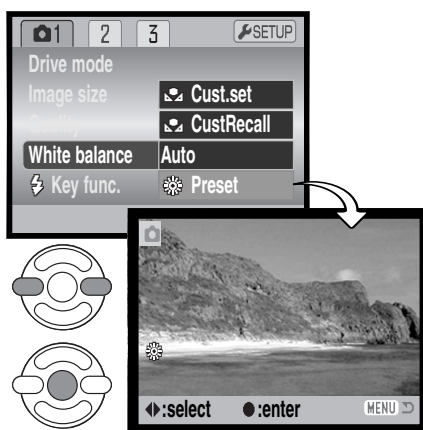 1 2 3 SETUP
Drive mode
Image size Cust.set
Quality CustRecall
White balance Auto
Key func. Preset
:select :enter MENU